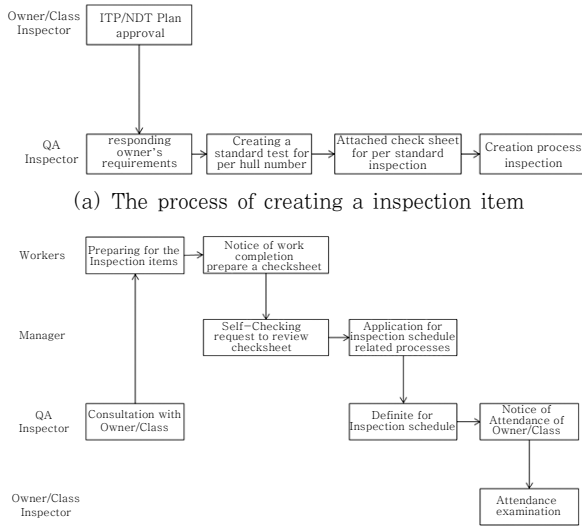 Owner/Class
Inspector
ITP/NDT Plan
approval
QA
Inspector
responding
owner's
requirements
Creating a
standard test for
per hull number
Attached check sheet
for per standard
inspection
Creation process
inspection
(a) The process of creating a inspection item
Workers
Preparing for the
Inspection items
Notice of work
completion
prepare a checksheet
Manager
Self-Checking
request to review
checksheet
Application for
inspection schedule
related processes
QA
Inspector
Consultation with
Owner/Class
Definite for
Inspection schedule
Notice of
Attendance of
Owner/Class
Owner/Class
Inspector
Attendance
examination